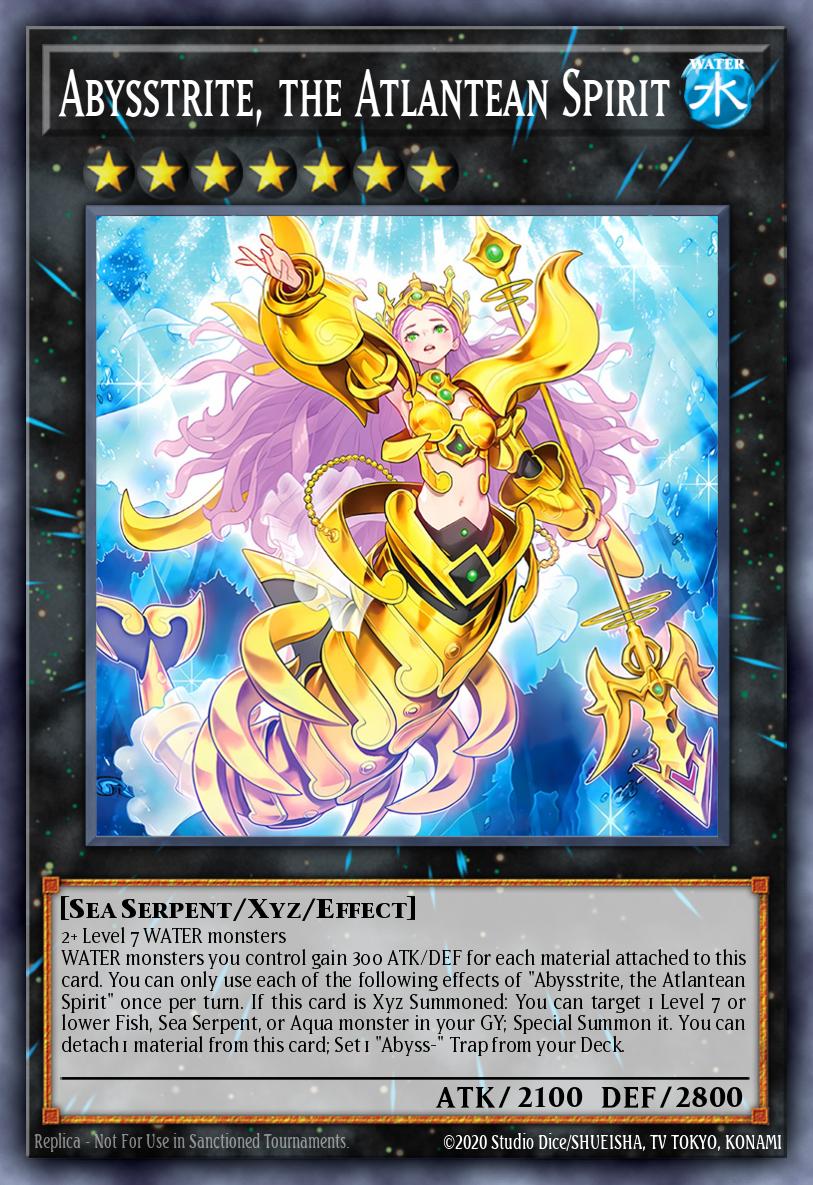 Abysstrite, the Atlantean Spirit
WATER
水
[Sea Serpent/Xyz/Effect]
2+ Level 7 WATER monsters
WATER monsters you control gain 300 ATK/DEF for each material attached to this
card. You can only use each of the following effects of "Abysstrite, the Atlantean
Spirit" once per turn. If this card is Xyz Summoned: You can target 1 Level 7 or
lower Fish, Sea Serpent, or Aqua monster in your GY; Special Summon it. You can
detach 1 material from this card; Set 1 "Abyss-" Trap from your Deck.
ATK/2100 DEF/2800
Replica - Not For Use in Sanctioned Tournaments.
©2020 Studio Dice/SHUEISHA, TV TOKYO, KONAMI